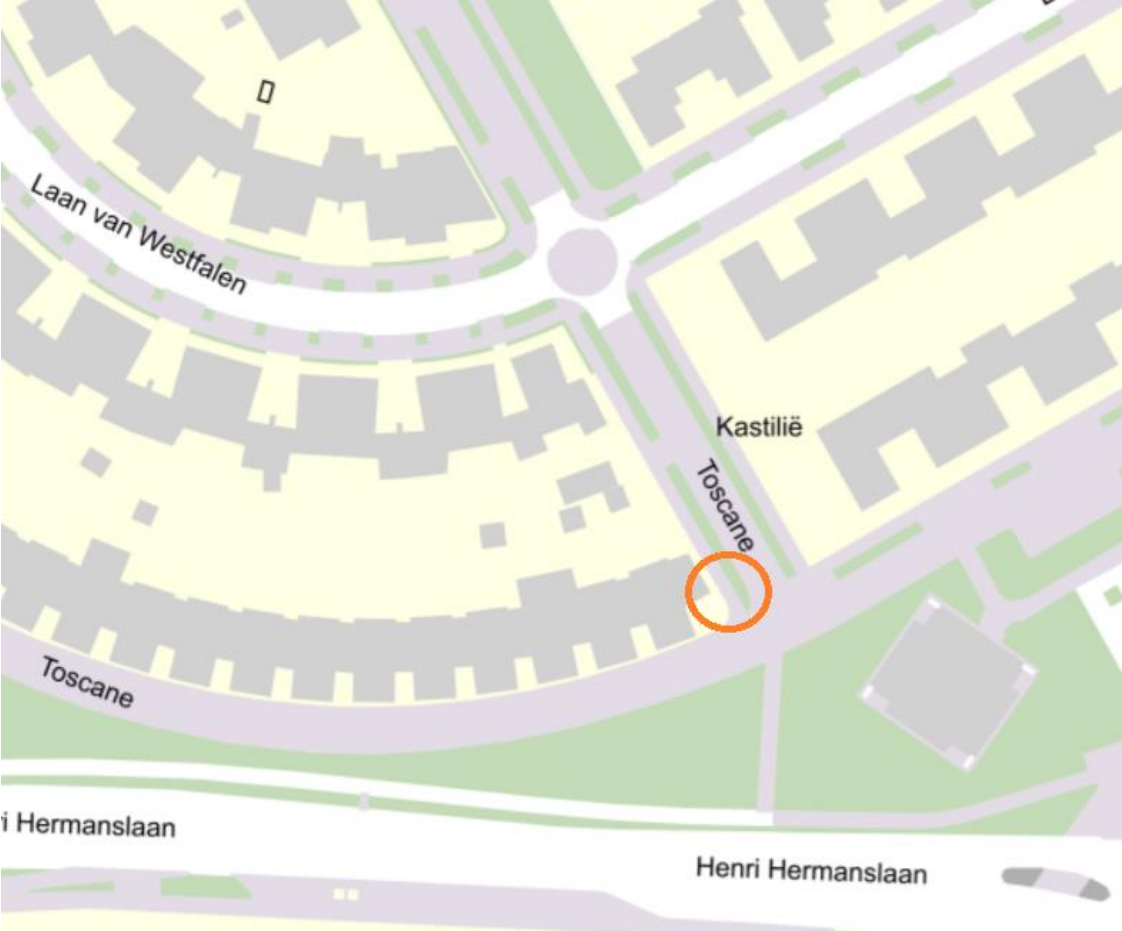 Laan van Westfalen
Kastilië
Toscane
Toscane
i Hermanslaan
Henri Hermanslaan